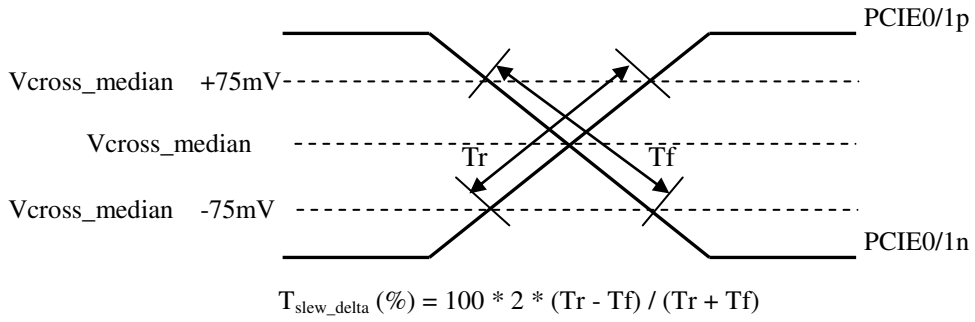 PCIE0/1p
Vcross_median +75mV
Vcross_median
Tr Tf
Vcross_median -75mV
PCIE0/1n
Tslew_delta (%) = 100 * 2 * (Tr - Tf) / (Tr + Tf)